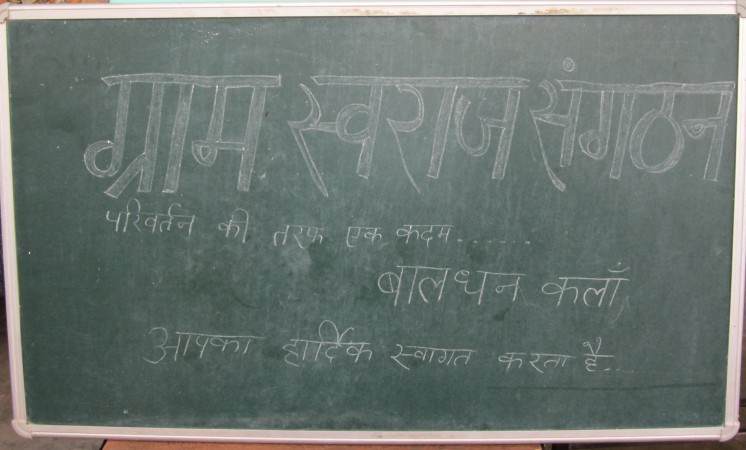 ग्राम स्वराज संगठन
परिवर्तन की तरफ एक कदम.......
बालधन कलाँ
आपका हार्दिक स्वागत करता है...